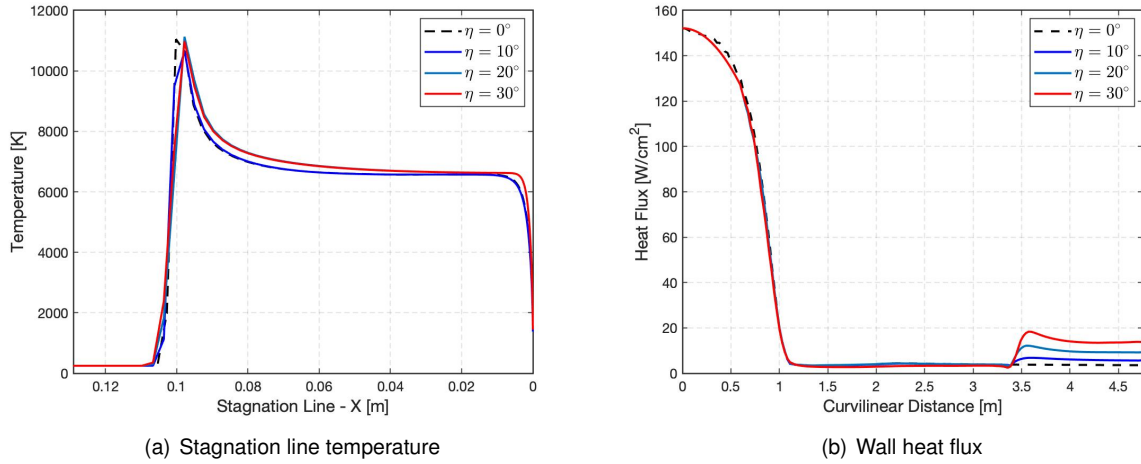 12000
10000
8000
6000
4000
2000
0
Temperature [K]
0.12
0.1
0.08
0.06
0.04
0.02
0
Stagnation Line - X [m]
η = 0°
η = 10°
η = 20°
η = 30°
(a) Stagnation line temperature
160
140
120
100
80
60
40
20
0
Heat Flux [W/cm²]
0
0.5
1
1.5
2
2.5
3
3.5
4
4.5
Curvilinear Distance [m]
η = 0°
η = 10°
η = 20°
η = 30°
(b) Wall heat flux